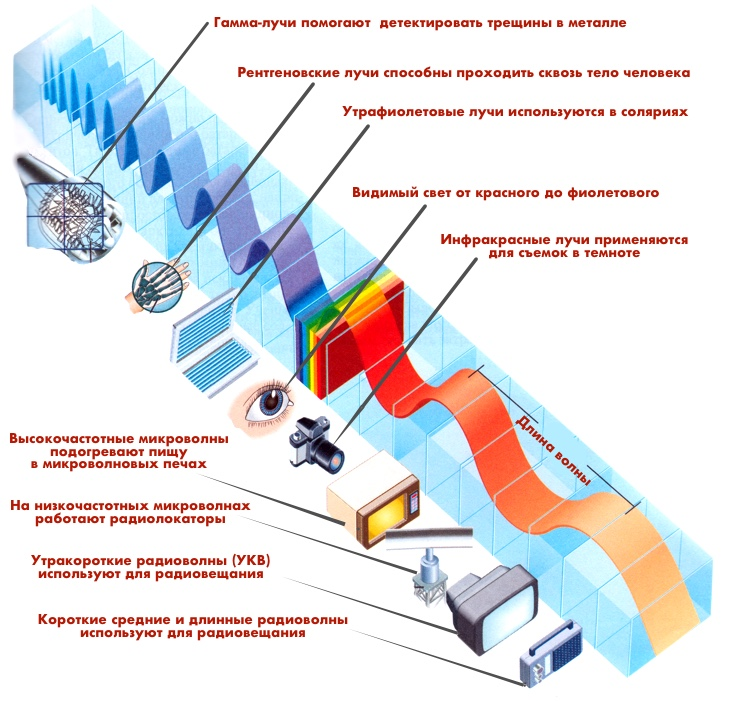 Гамма-лучи помогают детектировать трещины в металле
Рентгеновские лучи способны проходить сквозь тело человека
Утрафиолетовые лучи используются в соляриях
Видимый свет от красного до фиолетового
Инфракрасные лучи применяются
для съемок в темноте
Длина волны
Высокочастотные микроволны
подогревают пищу
в микроволновых печах
На низкочастотных микроволнах
работают радиолокаторы
Утракороткие радиоволны (УКВ)
используют для радиовещания
Короткие средние и длинные радиоволны
используют для радиовещания